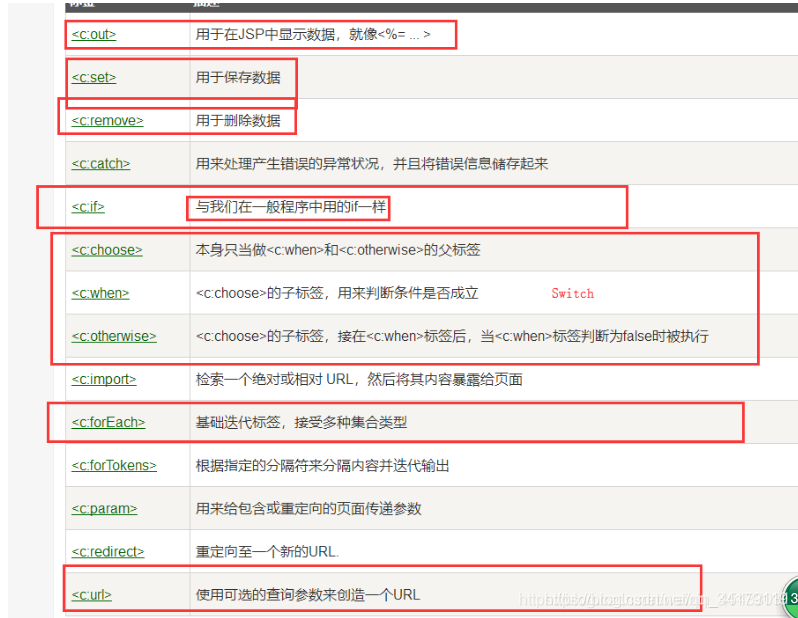 标签 描述
<c:out> 用于在JSP中显示数据，就像<%= ... >
<c:set> 用于保存数据
<c:remove> 用于删除数据
<c:catch> 用来处理产生错误的异常状况，并且将错误信息储存起来
<c:if> 与我们在一般程序中用的if一样
<c:choose> 本身只当做<c:when>和<c:otherwise>的父标签
<c:when> <c:choose>的子标签，用来判断条件是否成立 Switch
<c:otherwise> <c:choose>的子标签，接在<c:when>标签后，当<c:when>标签判断为false时被执行
<c:import> 检索一个绝对或相对 URL，然后将其内容暴露给页面
<c:forEach> 基础迭代标签，接受多种集合类型
<c:forTokens> 根据指定的分隔符来分隔内容并迭代输出
<c:param> 用来给包含或重定向的页面传递参数
<c:redirect> 重定向至一个新的URL.
<c:url> 使用可选的查询参数来创造一个URL